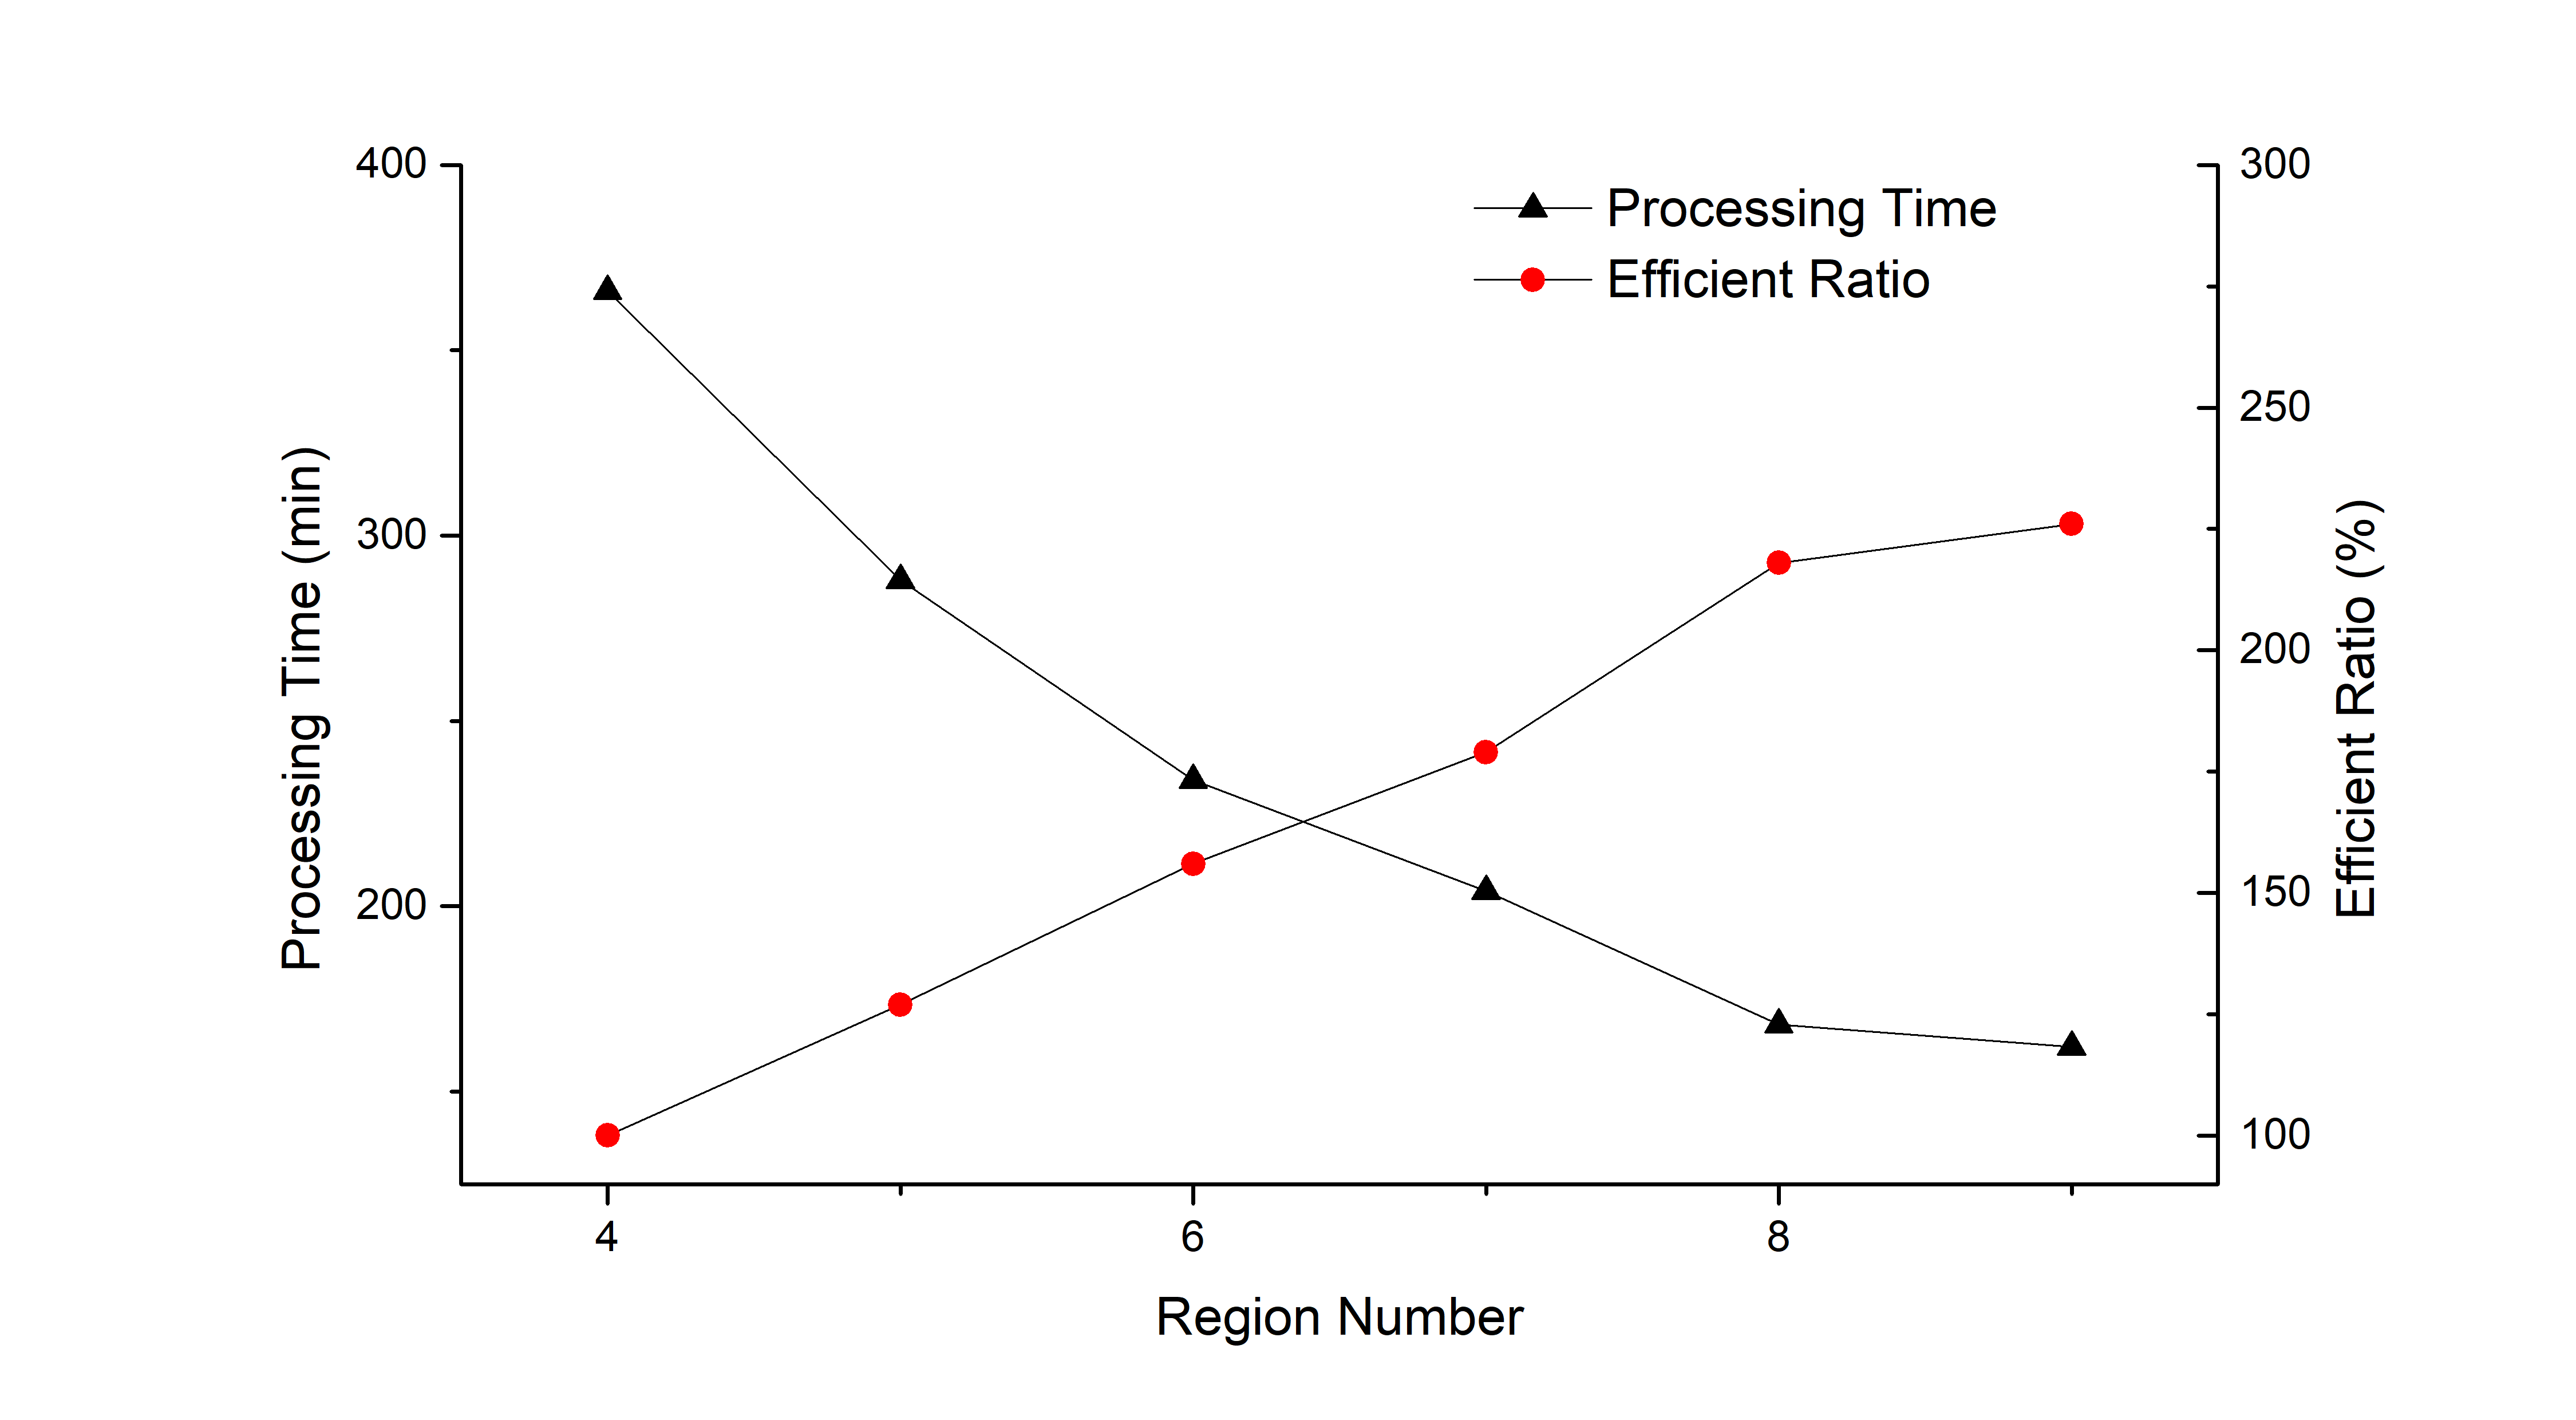 400
300
200
Processing Time (min)
Processing Time
Efficient Ratio
300
250
200
150
100
Efficient Ratio (%)
4
6
8
Region Number